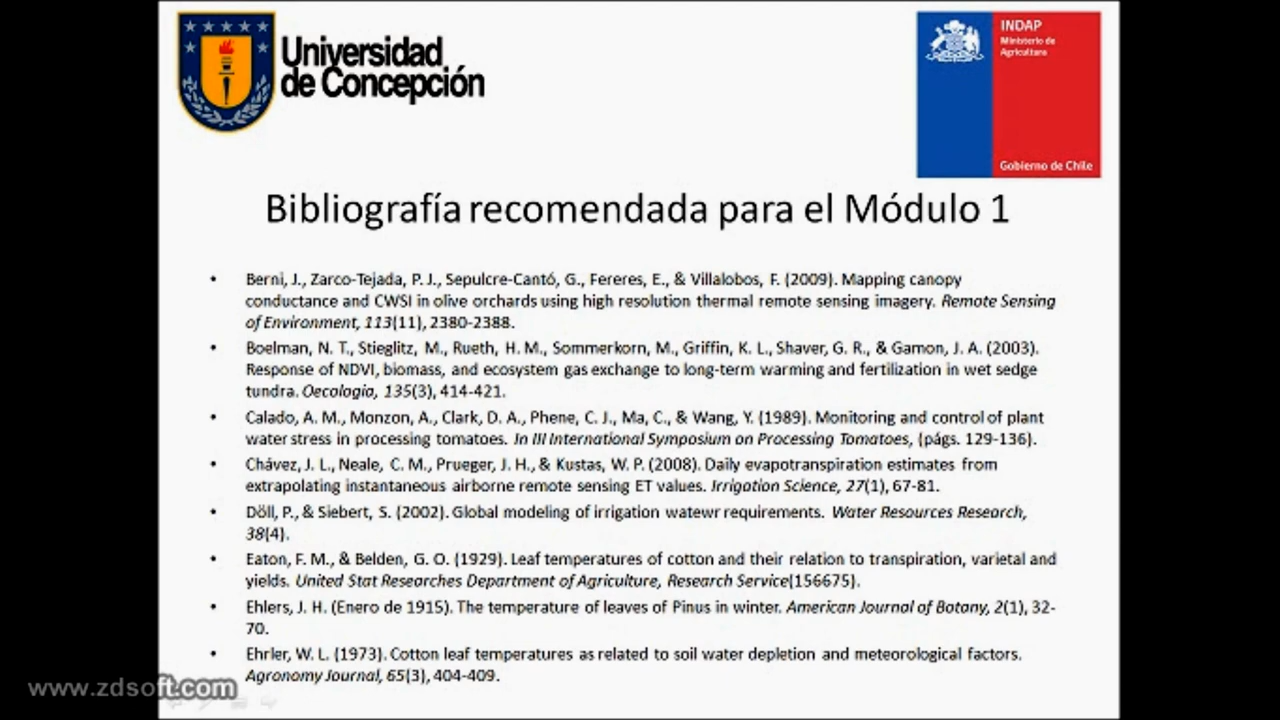 Universidad
de Concepción
INDAP
Ministerio de
Agricultura
Gobierno de Chile
Bibliografía recomendada para el Módulo 1
• Berni, J., Zarco-Tejada, P. J., Sepulcre-Cantó, G., Fereres, E., & Villalobos, F. (2009). Mapping canopy
conductance and CWSI in olive orchards using high resolution thermal remote sensing imagery. Remote Sensing
of Environment, 113(11), 2380-2388.
• Boelman, N. T., Stieglitz, M., Rueth, H. M., Sommerkorn, M., Griffin, K. L., Shaver, G. R., & Gamon, J. A. (2003).
Response of NDVI, biomass, and ecosystem gas exchange to long-term warming and fertilization in wet sedge
tundra. Oecologia, 135(3), 414-421.
• Calado, A. M., Monzon, A., Clark, D. A., Phene, C. J., Ma, C., & Wang, Y. (1989). Monitoring and control of plant
water stress in processing tomatoes. In III International Symposium on Processing Tomatoes, (págs. 129-136).
• Chávez, J. L., Neale, C. M., Prueger, J. H., & Kustas, W. P. (2008). Daily evapotranspiration estimates from
extrapolating instantaneous airborne remote sensing ET values. Irrigation Science, 27(1), 67-81.
• Döll, P., & Siebert, S. (2002). Global modeling of irrigation watewr requirements. Water Resources Research,
38(4).
• Eaton, F. M., & Belden, G. O. (1929). Leaf temperatures of cotton and their relation to transpiration, varietal and
yields. United Stat Researches Department of Agriculture, Research Service(156675).
• Ehlers, J. H. (Enero de 1915). The temperature of leaves of Pinus in winter. American Journal of Botany, 2(1), 32-
70.
• Ehrler, W. L. (1973). Cotton leaf temperatures as related to soil water depletion and meteorological factors.
Agronomy Journal, 65(3), 404-409.
www.zdsoft.com